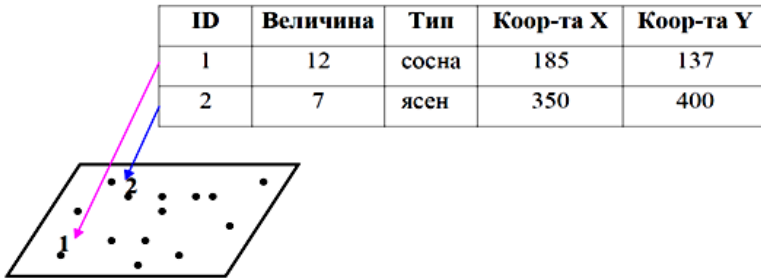 ID Величина Тип Коор-та X Коор-та Y
1 12 сосна 185 137
2 7 ясен 350 400
2
1